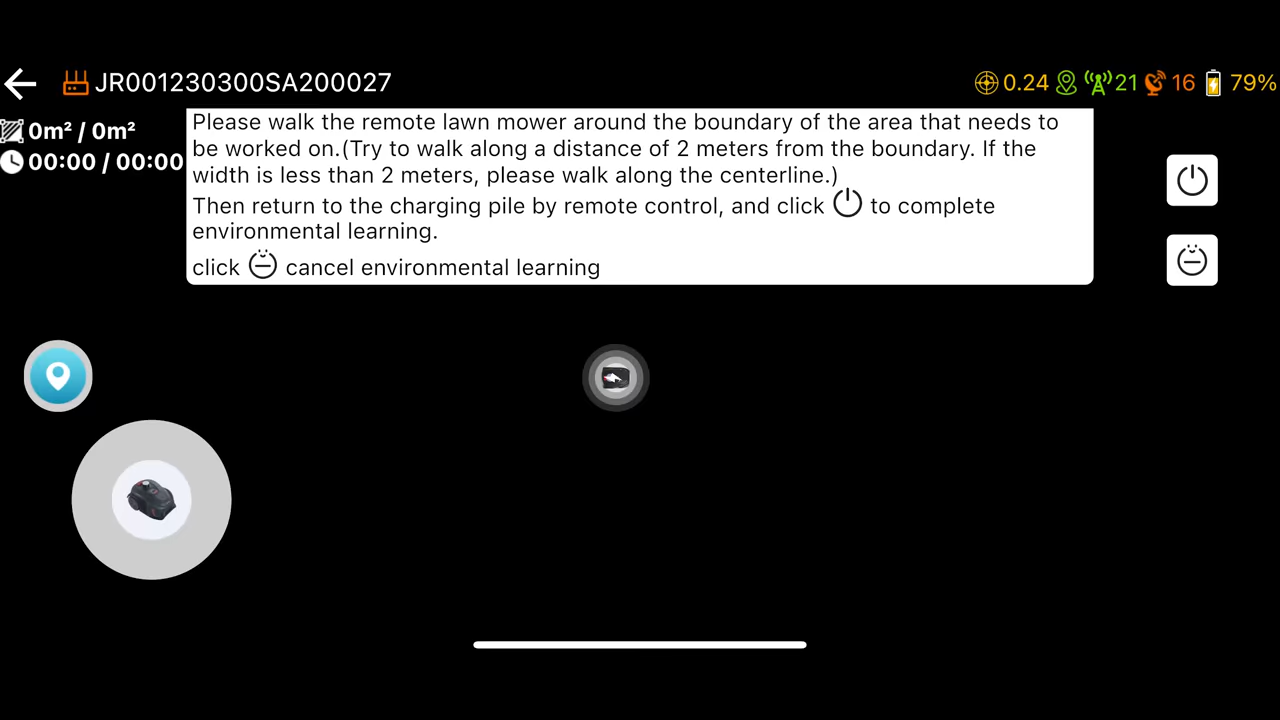 JR001230300SA200027
0.24
21
16
79%
0m² / 0m²
00:00 / 00:00
Please walk the remote lawn mower around the boundary of the area that needs to
be worked on.(Try to walk along a distance of 2 meters from the boundary. If the
width is less than 2 meters, please walk along the centerline.)
Then return to the charging pile by remote control, and click to complete
environmental learning.
click cancel environmental learning